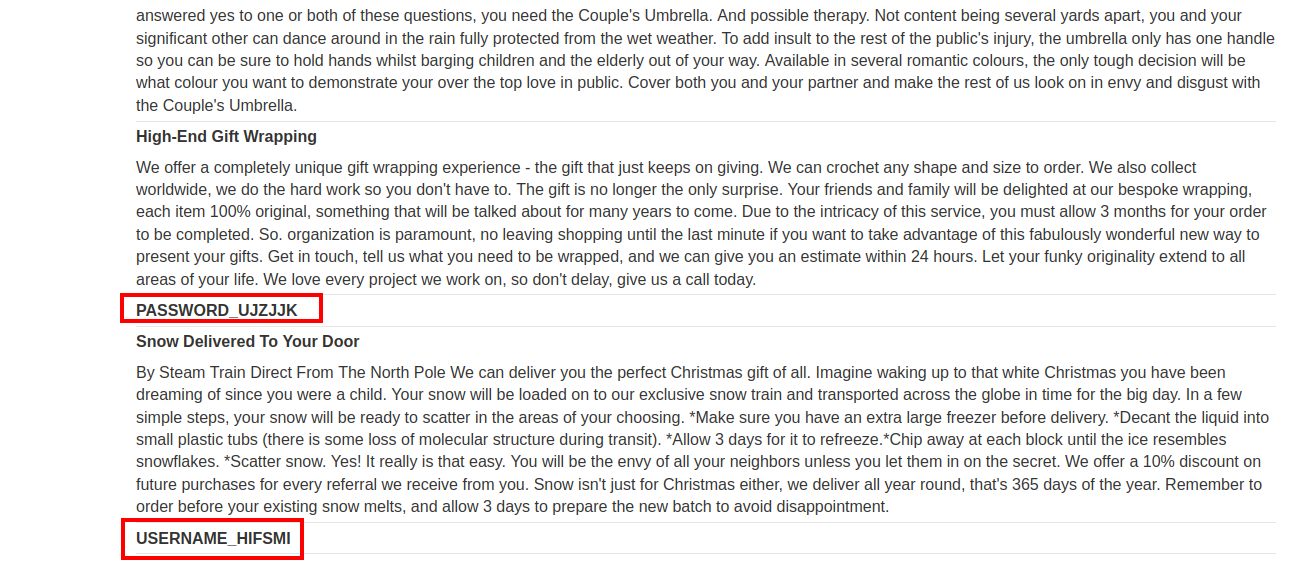 answered yes to one or both of these questions, you need the Couple's Umbrella. And possible therapy. Not content being several yards apart, you and your
significant other can dance around in the rain fully protected from the wet weather. To add insult to the rest of the public's injury, the umbrella only has one handle
so you can be sure to hold hands whilst barging children and the elderly out of your way. Available in several romantic colours, the only tough decision will be
what colour you want to demonstrate your over the top love in public. Cover both you and your partner and make the rest of us look on in envy and disgust with
the Couple's Umbrella.
High-End Gift Wrapping
We offer a completely unique gift wrapping experience - the gift that just keeps on giving. We can crochet any shape and size to order. We also collect
worldwide, we do the hard work so you don't have to. The gift is no longer the only surprise. Your friends and family will be delighted at our bespoke wrapping,
each item 100% original, something that will be talked about for many years to come. Due to the intricacy of this service, you must allow 3 months for your order
to be completed. So. organization is paramount, no leaving shopping until the last minute if you want to take advantage of this fabulously wonderful new way to
present your gifts. Get in touch, tell us what you need to be wrapped, and we can give you an estimate within 24 hours. Let your funky originality extend to all
areas of your life. We love every project we work on, so don't delay, give us a call today.
PASSWORD_UJZJJK
Snow Delivered To Your Door
By Steam Train Direct From The North Pole We can deliver you the perfect Christmas gift of all. Imagine waking up to that white Christmas you have been
dreaming of since you were a child. Your snow will be loaded on to our exclusive snow train and transported across the globe in time for the big day. In a few
simple steps, your snow will be ready to scatter in the areas of your choosing. *Make sure you have an extra large freezer before delivery. *Decant the liquid into
small plastic tubs (there is some loss of molecular structure during transit). *Allow 3 days for it to refreeze.*Chip away at each block until the ice resembles
snowflakes. *Scatter snow. Yes! It really is that easy. You will be the envy of all your neighbors unless you let them in on the secret. We offer a 10% discount on
future purchases for every referral we receive from you. Snow isn't just for Christmas either, we deliver all year round, that's 365 days of the year. Remember to
order before your existing snow melts, and allow 3 days to prepare the new batch to avoid disappointment.
USERNAME_HIFSMI